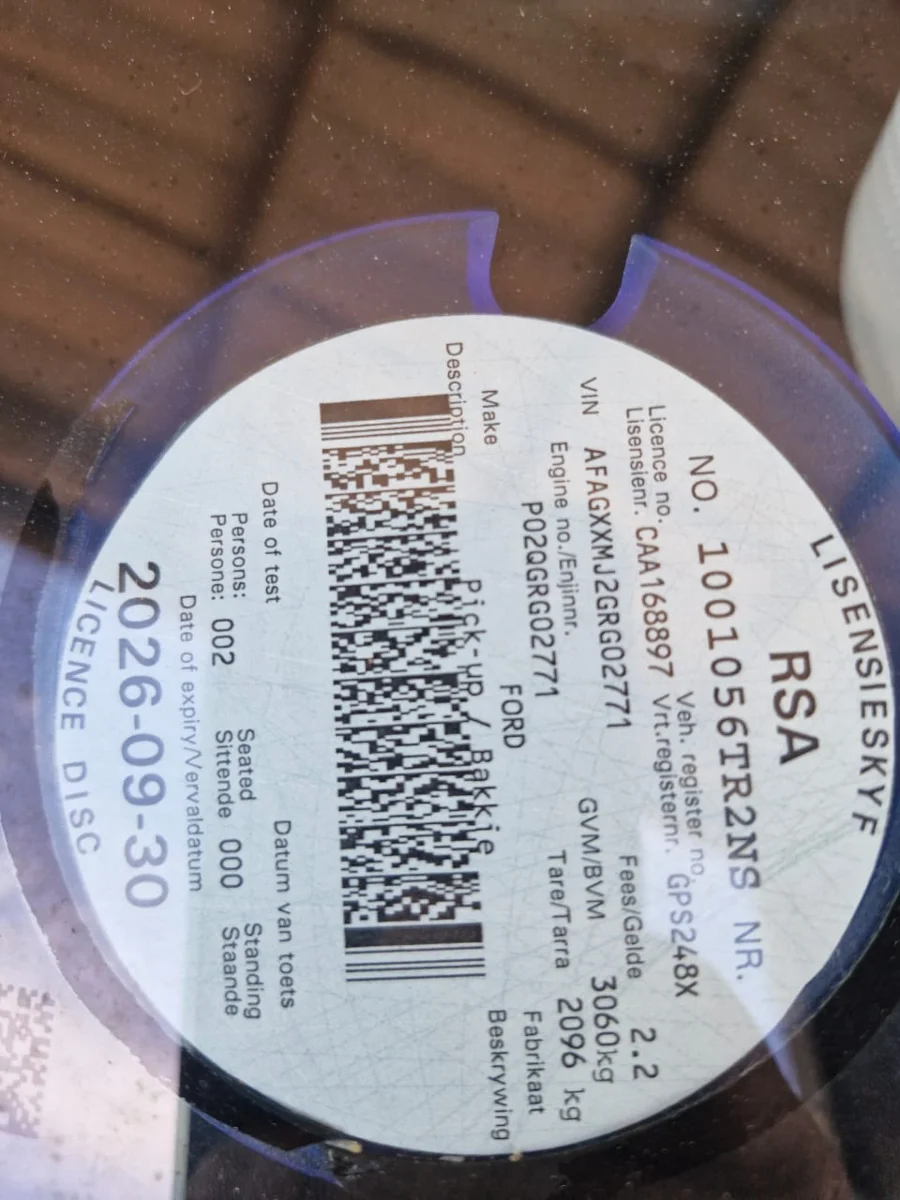 LISENSIESKYF
RSA
NO. 1001056TR2NS NR.
Licence no. Veh. register no.
Lisensienr. CAA168897 Vrt.registernr. GPS248X
VIN AFAGXXMJ2GRG02771 Fees/Gelde 2.2
Engine no./Enjinnr. GVM/BVM 3060kg
P02QGRG02771 Tare/Tarra 2096 kg
Make FORD Fabrikaat
Description Pick-up / Bakkie Beskrywing
Date of test Datum van toets
Persons: Seated Standing
Persone: 002 Sittende 000 Staande
Date of expiry/Vervaldatum
2026-09-30
LICENCE DISC